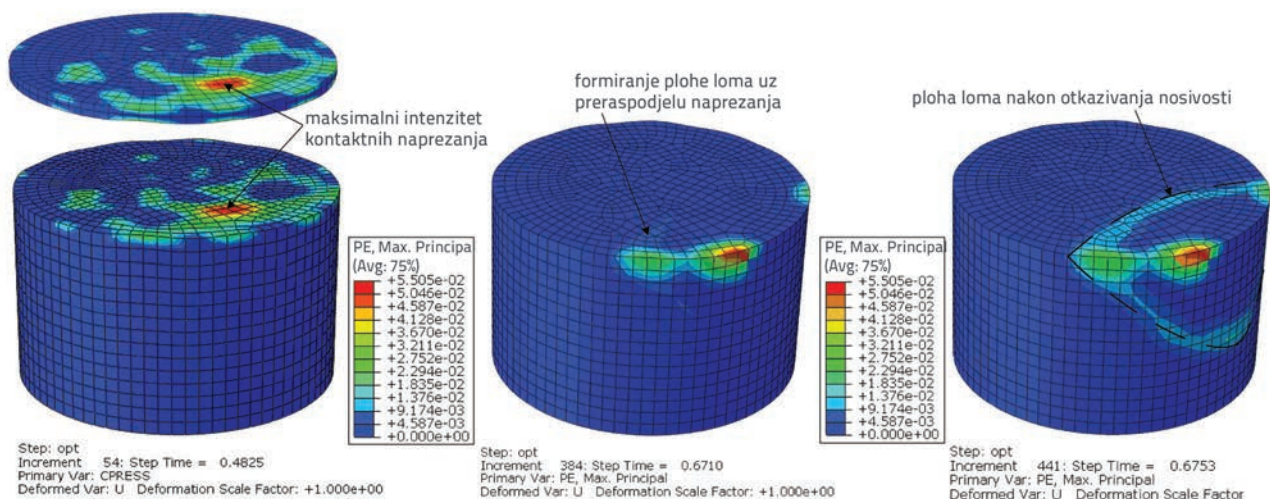 maksimalni intenzitet
kontaktnih naprezanja
Step: opt
Increment 54: Step Time = 0.4825
Primary Var: CPRESS
Deformed Var: U Deformation Scale Factor: +1.000e+00
formiranje plohe loma uz
preraspodjelu naprezanja
PE, Max. Principal
(Avg: 75%)
+5.505e-02
+5.046e-02
+4.587e-02
+4.128e-02
+3.670e-02
+3.211e-02
+2.752e-02
+2.294e-02
+1.835e-02
+1.376e-02
+9.174e-03
+4.587e-03
+0.000e+00
Step: opt
Increment 384: Step Time = 0.6710
Primary Var: PE, Max. Principal
Deformed Var: U Deformation Scale Factor: +1.000e+00
ploha loma nakon otkazivanja nosivosti
PE, Max. Principal
(Avg: 75%)
+5.505e-02
+5.046e-02
+4.587e-02
+4.128e-02
+3.670e-02
+3.211e-02
+2.752e-02
+2.294e-02
+1.835e-02
+1.376e-02
+9.174e-03
+4.587e-03
+0.000e+00
Step: opt
Increment 441: Step Time = 0.6753
Primary Var: PE, Max. Principal
Deformed Var: U Deformation Scale Factor